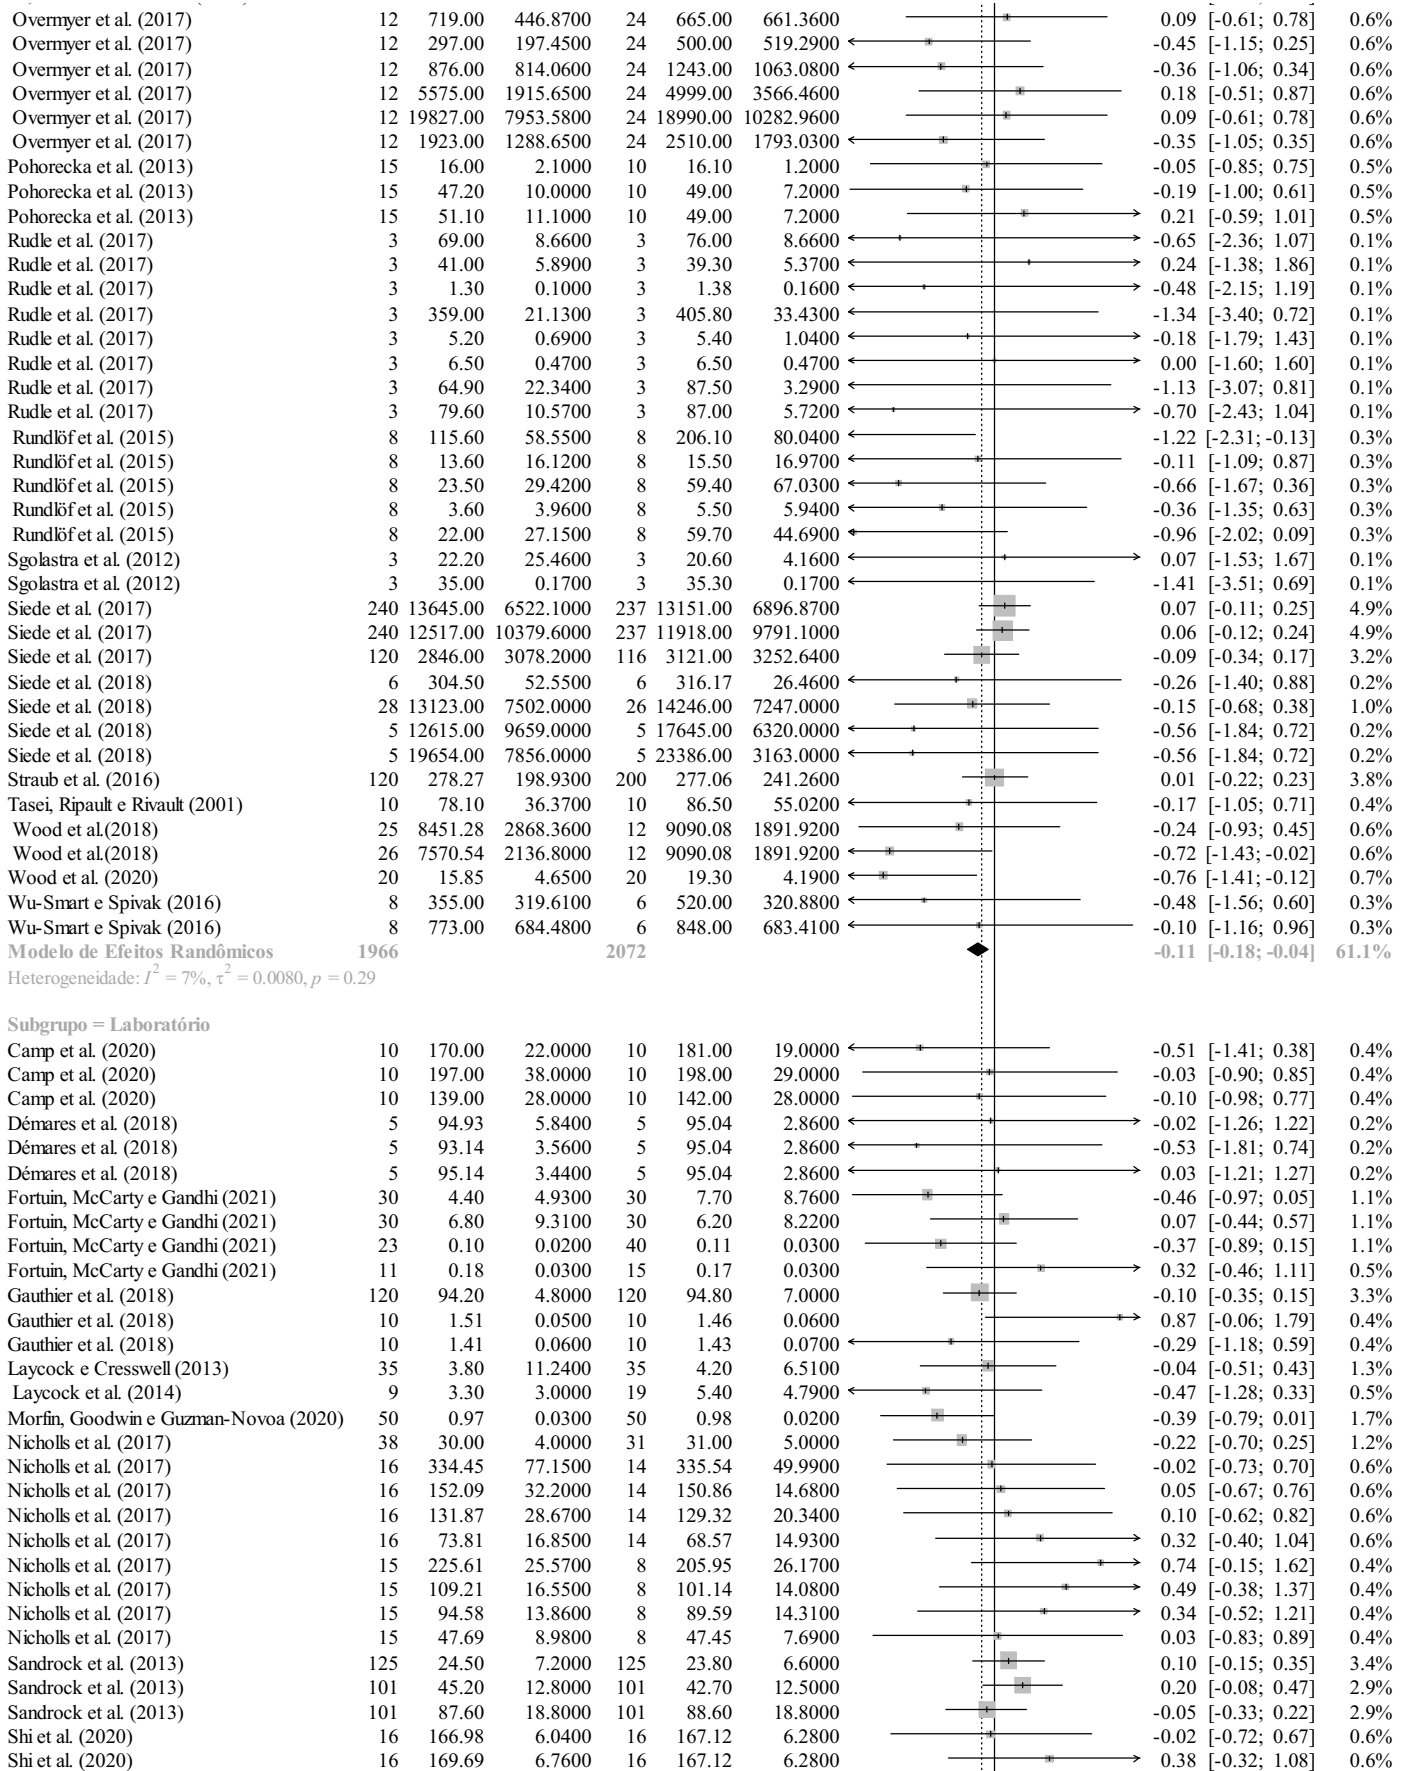 Overmyer et al. (2017) 12 719.00 446.8700 24 665.00 661.3600 0.09 [-0.61; 0.78] 0.6%
Overmyer et al. (2017) 12 297.00 197.4500 24 500.00 519.2900 -0.45 [-1.15; 0.25] 0.6%
Overmyer et al. (2017) 12 876.00 814.0600 24 1243.00 1063.0800 -0.36 [-1.06; 0.34] 0.6%
Overmyer et al. (2017) 12 5575.00 1915.6500 24 4999.00 3566.4600 0.18 [-0.51; 0.87] 0.6%
Overmyer et al. (2017) 12 19827.00 7953.5800 24 18990.00 10282.9600 0.09 [-0.61; 0.78] 0.6%
Overmyer et al. (2017) 12 1923.00 1288.6500 24 2510.00 1793.0300 -0.35 [-1.05; 0.35] 0.6%
Pohorecka et al. (2013) 15 16.00 2.1000 10 16.10 1.2000 -0.05 [-0.85; 0.75] 0.5%
Pohorecka et al. (2013) 15 47.20 10.0000 10 49.00 7.2000 -0.19 [-1.00; 0.61] 0.5%
Pohorecka et al. (2013) 15 51.10 11.1000 10 49.00 7.2000 0.21 [-0.59; 1.01] 0.5%
Rudle et al. (2017) 3 69.00 8.6600 3 76.00 8.6600 -0.65 [-2.36; 1.07] 0.1%
Rudle et al. (2017) 3 41.00 5.8900 3 39.30 5.3700 0.24 [-1.38; 1.86] 0.1%
Rudle et al. (2017) 3 1.30 0.1000 3 1.38 0.1600 -0.48 [-2.15; 1.19] 0.1%
Rudle et al. (2017) 3 359.00 21.1300 3 405.80 33.4300 -1.34 [-3.40; 0.72] 0.1%
Rudle et al. (2017) 3 5.20 0.6900 3 5.40 1.0400 -0.18 [-1.79; 1.43] 0.1%
Rudle et al. (2017) 3 6.50 0.4700 3 6.50 0.4700 0.00 [-1.60; 1.60] 0.1%
Rudle et al. (2017) 3 64.90 22.3400 3 87.50 3.2900 -1.13 [-3.07; 0.81] 0.1%
Rudle et al. (2017) 3 79.60 10.5700 3 87.00 5.7200 -0.70 [-2.43; 1.04] 0.1%
Rundlöf et al. (2015) 8 115.60 58.5500 8 206.10 80.0400 -1.22 [-2.31; -0.13] 0.3%
Rundlöf et al. (2015) 8 13.60 16.1200 8 15.50 16.9700 -0.11 [-1.09; 0.87] 0.3%
Rundlöf et al. (2015) 8 23.50 29.4200 8 59.40 67.0300 -0.66 [-1.67; 0.36] 0.3%
Rundlöf et al. (2015) 8 3.60 3.9600 8 5.50 5.9400 -0.36 [-1.35; 0.63] 0.3%
Rundlöf et al. (2015) 8 22.00 27.1500 8 59.70 44.6900 -0.96 [-2.02; 0.09] 0.3%
Sgolastra et al. (2012) 3 22.20 25.4600 3 20.60 4.1600 0.07 [-1.53; 1.67] 0.1%
Sgolastra et al. (2012) 3 35.00 0.1700 3 35.30 0.1700 -1.41 [-3.51; 0.69] 0.1%
Siede et al. (2017) 240 13645.00 6522.1000 237 13151.00 6896.8700 0.07 [-0.11; 0.25] 4.9%
Siede et al. (2017) 240 12517.00 10379.6000 237 11918.00 9791.1000 0.06 [-0.12; 0.24] 4.9%
Siede et al. (2017) 120 2846.00 3078.2000 116 3121.00 3252.6400 -0.09 [-0.34; 0.17] 3.2%
Siede et al. (2018) 6 304.50 52.5500 6 316.17 26.4600 -0.26 [-1.40; 0.88] 0.2%
Siede et al. (2018) 28 13123.00 7502.0000 26 14246.00 7247.0000 -0.15 [-0.68; 0.38] 1.0%
Siede et al. (2018) 5 12615.00 9659.0000 5 17645.00 6320.0000 -0.56 [-1.84; 0.72] 0.2%
Siede et al. (2018) 5 19654.00 7856.0000 5 23386.00 3163.0000 -0.56 [-1.84; 0.72] 0.2%
Straub et al. (2016) 120 278.27 198.9300 200 277.06 241.2600 0.01 [-0.22; 0.23] 3.8%
Tasei, Ripault e Rivault (2001) 10 78.10 36.3700 10 86.50 55.0200 -0.17 [-1.05; 0.71] 0.4%
Wood et al.(2018) 25 8451.28 2868.3600 12 9090.08 1891.9200 -0.24 [-0.93; 0.45] 0.6%
Wood et al.(2018) 26 7570.54 2136.8000 12 9090.08 1891.9200 -0.72 [-1.43; -0.02] 0.6%
Wood et al. (2020) 20 15.85 4.6500 20 19.30 4.1900 -0.76 [-1.41; -0.12] 0.7%
Wu-Smart e Spivak (2016) 8 355.00 319.6100 6 520.00 320.8800 -0.48 [-1.56; 0.60] 0.3%
Wu-Smart e Spivak (2016) 8 773.00 684.4800 6 848.00 683.4100 -0.10 [-1.16; 0.96] 0.3%
Modelo de Efeitos Randômicos 1966 2072 -0.11 [-0.18; -0.04] 61.1%
Heterogeneidade: I² = 7%, τ² = 0.0080, p = 0.29
Subgrupo = Laboratório
Camp et al. (2020) 10 170.00 22.0000 10 181.00 19.0000 -0.51 [-1.41; 0.38] 0.4%
Camp et al. (2020) 10 197.00 38.0000 10 198.00 29.0000 -0.03 [-0.90; 0.85] 0.4%
Camp et al. (2020) 10 139.00 28.0000 10 142.00 28.0000 -0.10 [-0.98; 0.77] 0.4%
Démares et al. (2018) 5 94.93 5.8400 5 95.04 2.8600 -0.02 [-1.26; 1.22] 0.2%
Démares et al. (2018) 5 93.14 3.5600 5 95.04 2.8600 -0.53 [-1.81; 0.74] 0.2%
Démares et al. (2018) 5 95.14 3.4400 5 95.04 2.8600 0.03 [-1.21; 1.27] 0.2%
Fortuin, McCarty e Gandhi (2021) 30 4.40 4.9300 30 7.70 8.7600 -0.46 [-0.97; 0.05] 1.1%
Fortuin, McCarty e Gandhi (2021) 30 6.80 9.3100 30 6.20 8.2200 0.07 [-0.44; 0.57] 1.1%
Fortuin, McCarty e Gandhi (2021) 23 0.10 0.0200 40 0.11 0.0300 -0.37 [-0.89; 0.15] 1.1%
Fortuin, McCarty e Gandhi (2021) 11 0.18 0.0300 15 0.17 0.0300 0.32 [-0.46; 1.11] 0.5%
Gauthier et al. (2018) 120 94.20 4.8000 120 94.80 7.0000 -0.10 [-0.35; 0.15] 3.3%
Gauthier et al. (2018) 10 1.51 0.0500 10 1.46 0.0600 0.87 [-0.06; 1.79] 0.4%
Gauthier et al. (2018) 10 1.41 0.0600 10 1.43 0.0700 -0.29 [-1.18; 0.59] 0.4%
Laycock e Cresswell (2013) 35 3.80 11.2400 35 4.20 6.5100 -0.04 [-0.51; 0.43] 1.3%
Laycock et al. (2014) 9 3.30 3.0000 19 5.40 4.7900 -0.47 [-1.28; 0.33] 0.5%
Morfin, Goodwin e Guzman-Novoa (2020) 50 0.97 0.0300 50 0.98 0.0200 -0.39 [-0.79; 0.01] 1.7%
Nicholls et al. (2017) 38 30.00 4.0000 31 31.00 5.0000 -0.22 [-0.70; 0.25] 1.2%
Nicholls et al. (2017) 16 334.45 77.1500 14 335.54 49.9900 -0.02 [-0.73; 0.70] 0.6%
Nicholls et al. (2017) 16 152.09 32.2000 14 150.86 14.6800 0.05 [-0.67; 0.76] 0.6%
Nicholls et al. (2017) 16 131.87 28.6700 14 129.32 20.3400 0.10 [-0.62; 0.82] 0.6%
Nicholls et al. (2017) 16 73.81 16.8500 14 68.57 14.9300 0.32 [-0.40; 1.04] 0.6%
Nicholls et al. (2017) 15 225.61 25.5700 8 205.95 26.1700 0.74 [-0.15; 1.62] 0.4%
Nicholls et al. (2017) 15 109.21 16.5500 8 101.14 14.0800 0.49 [-0.38; 1.37] 0.4%
Nicholls et al. (2017) 15 94.58 13.8600 8 89.59 14.3100 0.34 [-0.52; 1.21] 0.4%
Nicholls et al. (2017) 15 47.69 8.9800 8 47.45 7.6900 0.03 [-0.83; 0.89] 0.4%
Sandrock et al. (2013) 125 24.50 7.2000 125 23.80 6.6000 0.10 [-0.15; 0.35] 3.4%
Sandrock et al. (2013) 101 45.20 12.8000 101 42.70 12.5000 0.20 [-0.08; 0.47] 2.9%
Sandrock et al. (2013) 101 87.60 18.8000 101 88.60 18.8000 -0.05 [-0.33; 0.22] 2.9%
Shi et al. (2020) 16 166.98 6.0400 16 167.12 6.2800 -0.02 [-0.72; 0.67] 0.6%
Shi et al. (2020) 16 169.69 6.7600 16 167.12 6.2800 0.38 [-0.32; 1.08] 0.6%